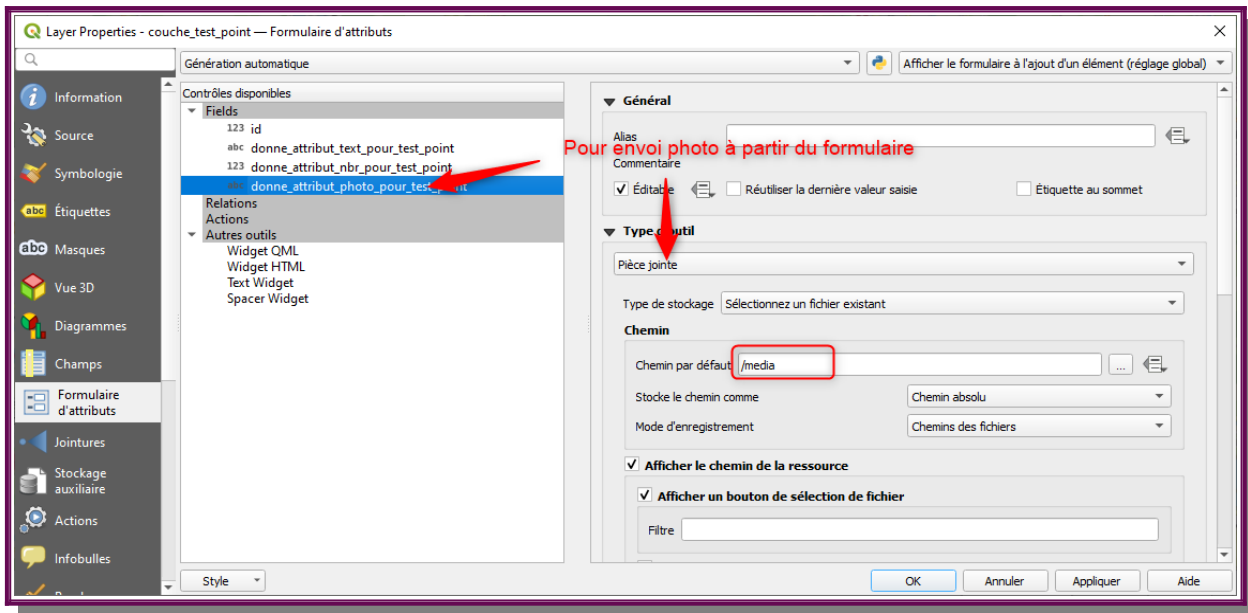 Layer Properties - couche_test_point — Formulaire d'attributs
Génération automatique
Afficher le formulaire à l'ajout d'un élément (réglage global)
Information
Source
Symbologie
abc Étiquettes
abc Masques
Vue 3D
Diagrammes
Champs
Formulaire
d'attributs
Jointures
Stockage
auxiliaire
Actions
Infobulles
Contrôles disponibles
Fields
123 id
abc donne_attribut_text_pour_test_point
123 donne_attribut_nbr_pour_test_point
donne_attribut_photo_pour_test_point
Relations
Actions
Autres outils
Widget QML
Widget HTML
Text Widget
Spacer Widget
Pour envoi photo à partir du formulaire
Général
Alias
Commentaire
Éditable
Réutiliser la dernière valeur saisie
Étiquette au sommet
Type d'outil
Pièce jointe
Type de stockage Sélectionnez un fichier existant
Chemin
Chemin par défaut /media
...
Stocke le chemin comme Chemin absolu
Mode d'enregistrement Chemins des fichiers
Afficher le chemin de la ressource
Afficher un bouton de sélection de fichier
Filtre
Style
OK Annuler Appliquer Aide